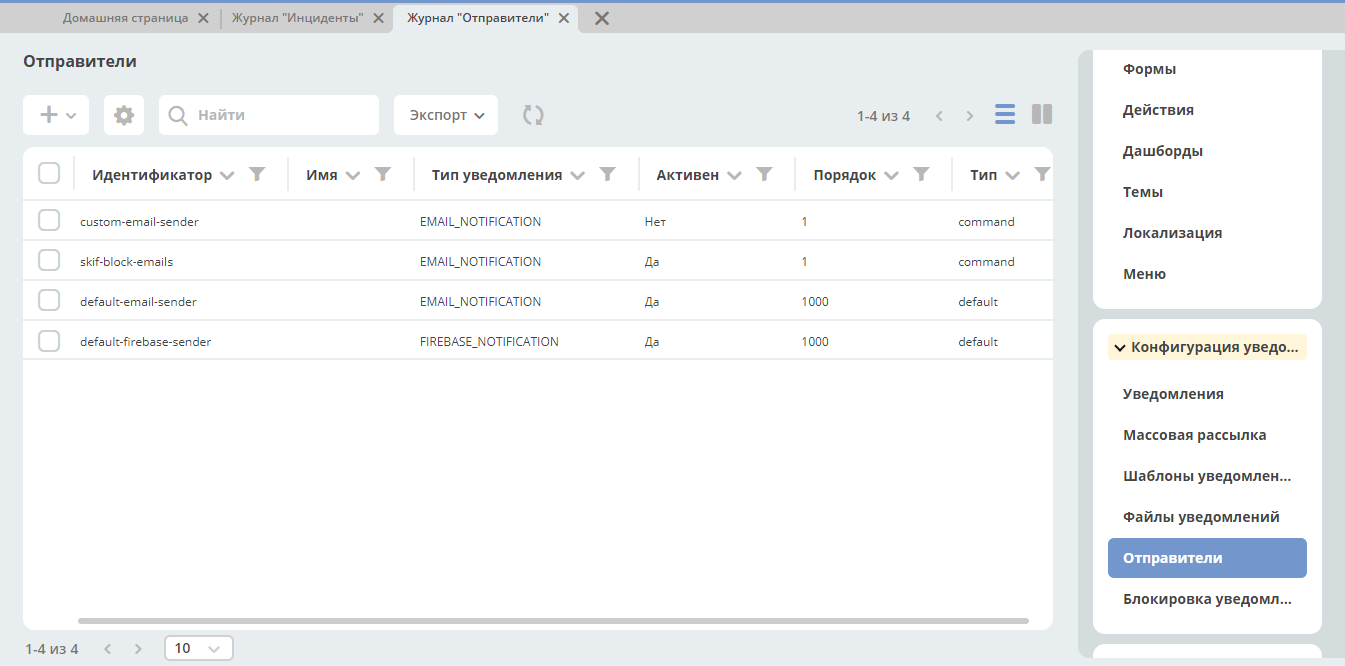 Домашняя страница Журнал "Инциденты" Журнал "Отправители"
Отправители
Найти Экспорт 1-4 из 4
Идентификатор Имя Тип уведомления Активен Порядок Тип
custom-email-sender EMAIL_NOTIFICATION Нет 1 command
skif-block-emails EMAIL_NOTIFICATION Да 1 command
default-email-sender EMAIL_NOTIFICATION Да 1000 default
default-firebase-sender FIREBASE_NOTIFICATION Да 1000 default
1-4 из 4 10
Формы
Действия
Дашборды
Темы
Локализация
Меню
Конфигурация уведо...
Уведомления
Массовая рассылка
Шаблоны уведомлен...
Файлы уведомлений
Отправители
Блокировка уведомл...